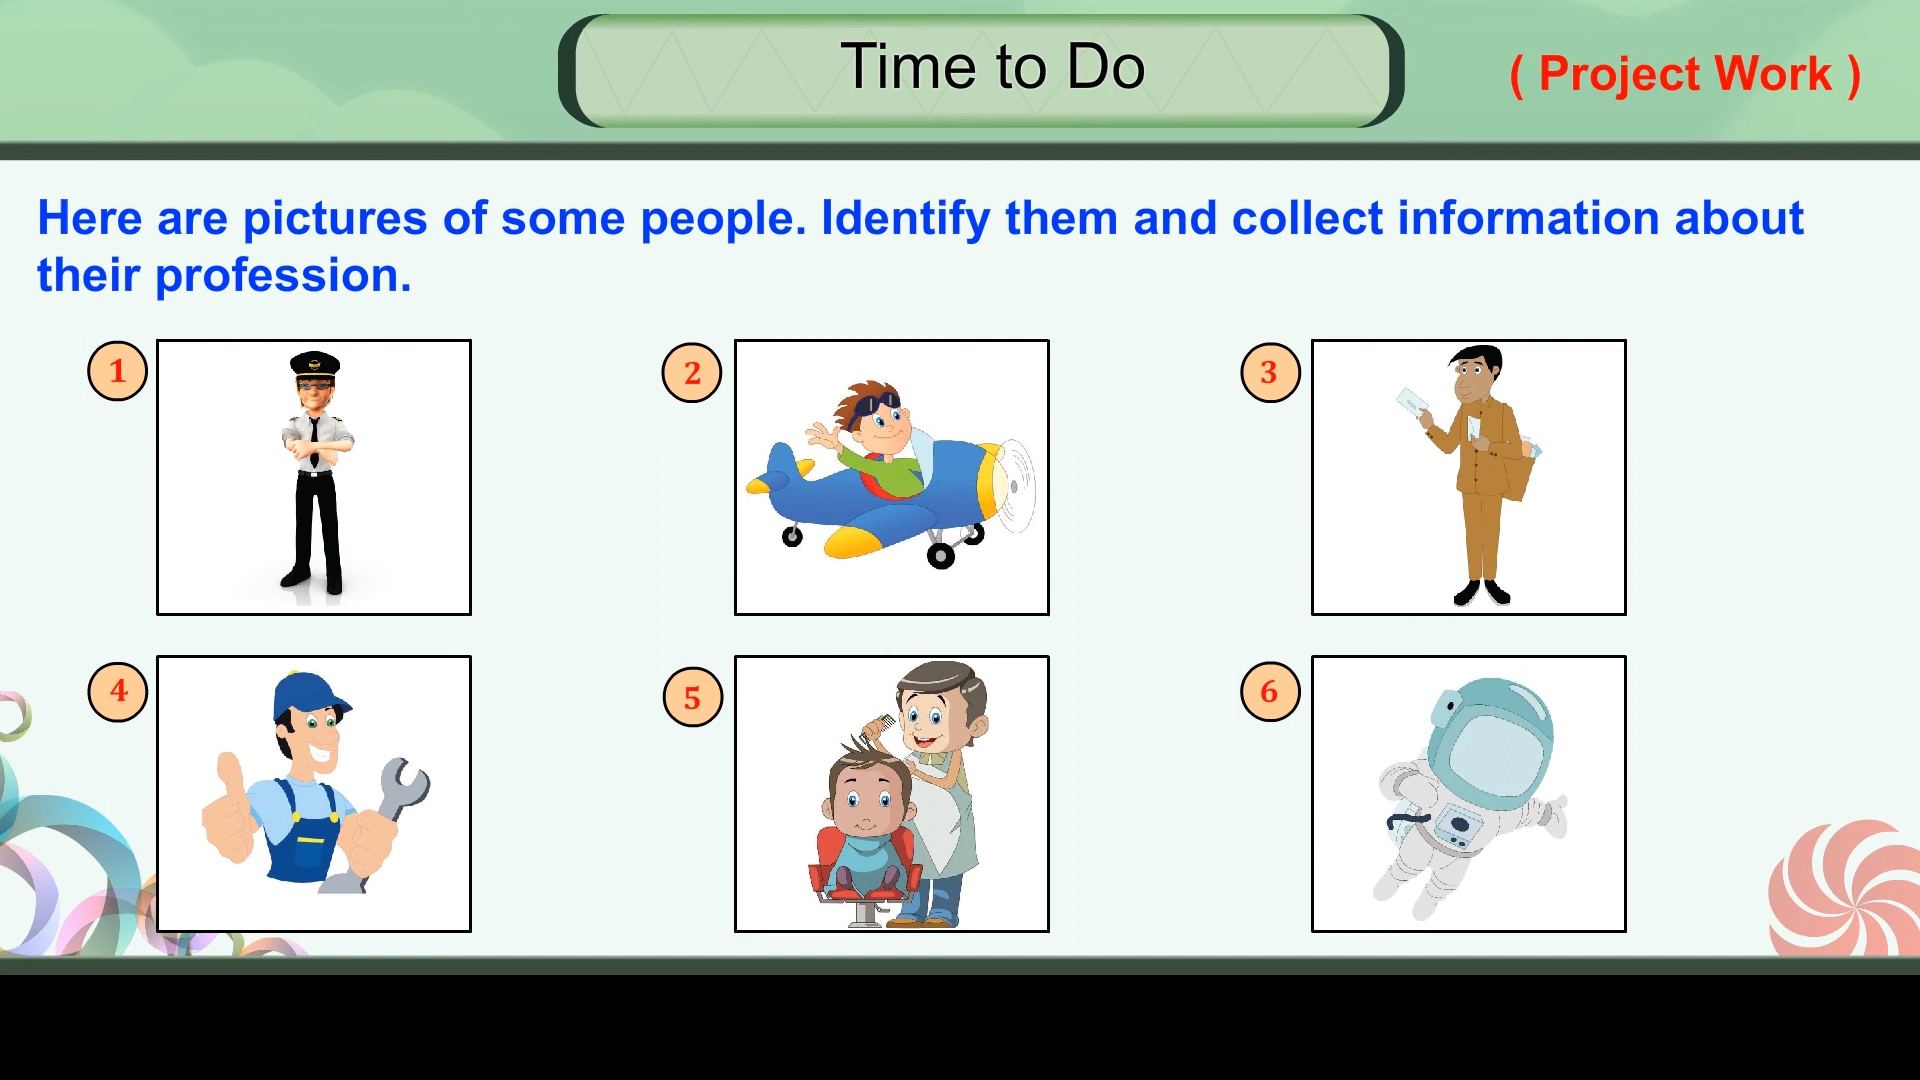 Time to Do
( Project Work )
Here are pictures of some people. Identify them and collect information about
their profession.
1
2
3
4
5
6